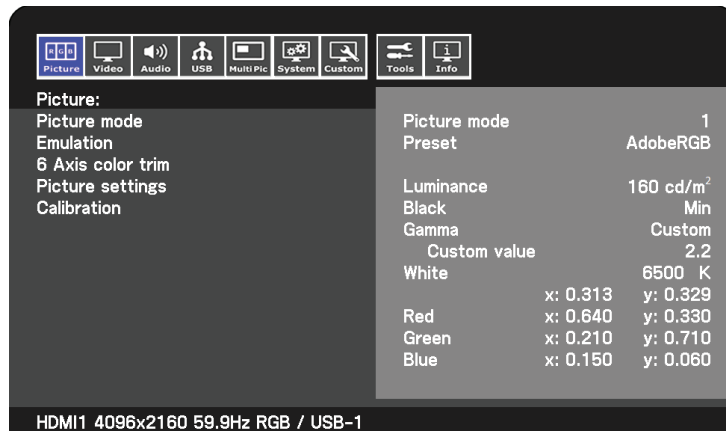 R G B
Picture Video Audio USB Multi Pic System Custom Tools Info
Picture:
Picture mode
Emulation
6 Axis color trim
Picture settings
Calibration
Picture mode 1
Preset AdobeRGB
Luminance 160 cd/m²
Black Min
Gamma Custom
Custom value 2.2
White 6500 K
x: 0.313 y: 0.329
Red x: 0.640 y: 0.330
Green x: 0.210 y: 0.710
Blue x: 0.150 y: 0.060
HDMI1 4096x2160 59.9Hz RGB / USB-1